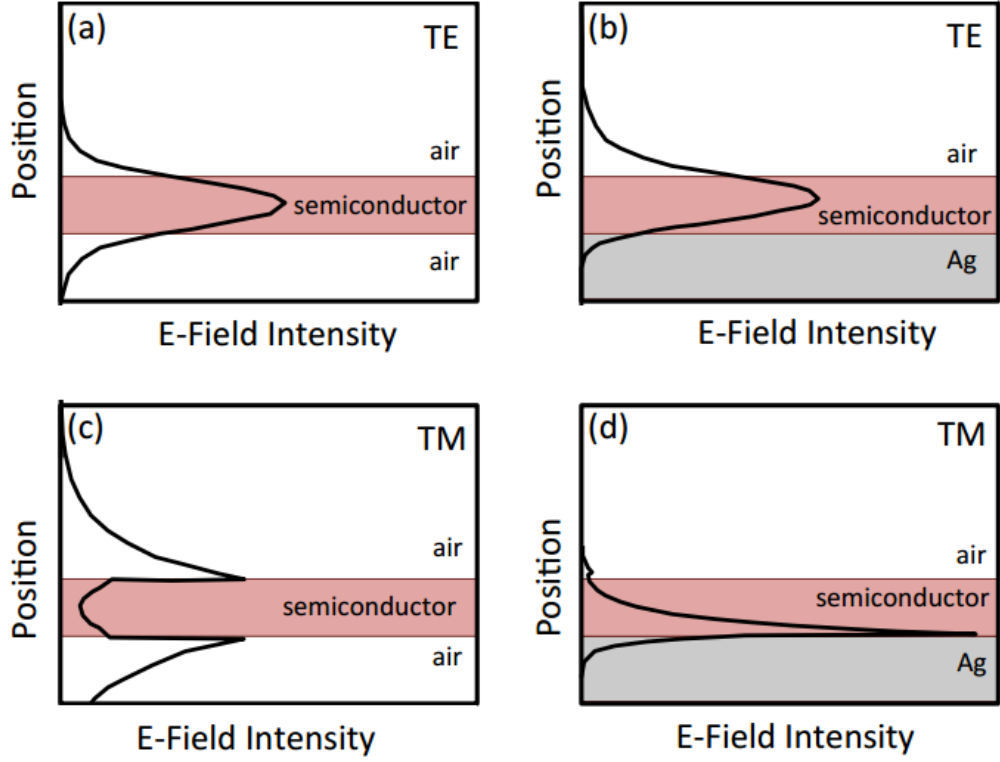 (a)
TE
Position
air
semiconductor
air
E-Field Intensity
(b)
TE
Position
air
semiconductor
Ag
E-Field Intensity
(c)
TM
Position
air
semiconductor
air
E-Field Intensity
(d)
TM
Position
air
semiconductor
Ag
E-Field Intensity